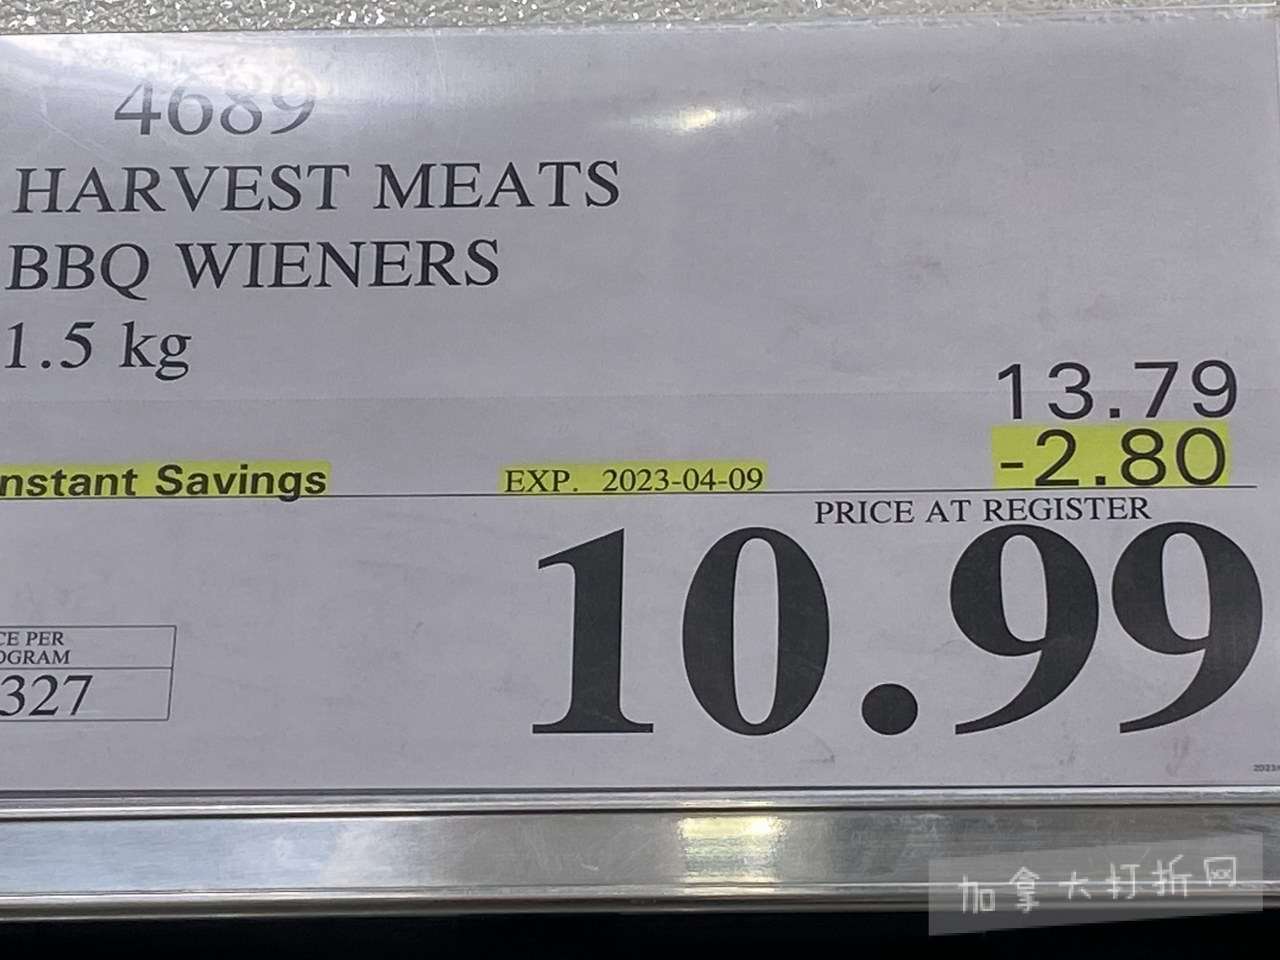 4689
HARVEST MEATS
BBQ WIENERS
1.5 kg
13.79
-2.80
nstant Savings EXP. 2023-04-09
PRICE AT REGISTER
10.99
CE PER
OGRAM
327
加拿大打折网